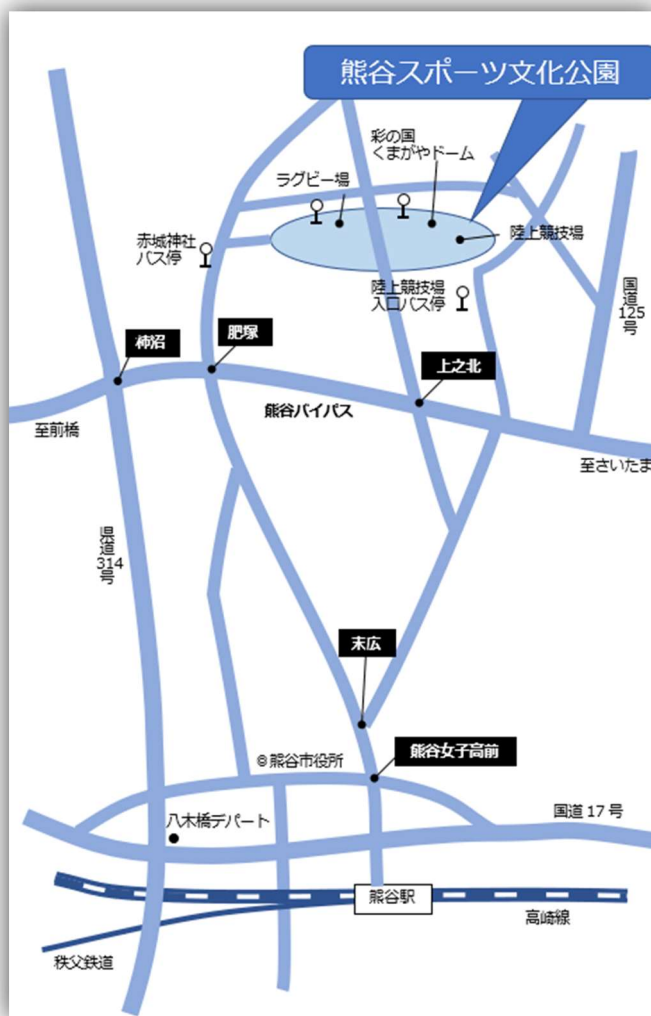 熊谷スポーツ文化公園
彩の国
くまがやドーム
ラグビー場
赤城神社
バス停
陸上競技場
陸上競技場
入口バス停
国道
125
号
柿沼
肥塚
上之北
熊谷バイパス
至前橋
至さいたま
県道
314
号
末広
◎熊谷市役所
熊谷女子高前
八木橋デパート
国道 17 号
熊谷駅
高崎線
秩父鉄道